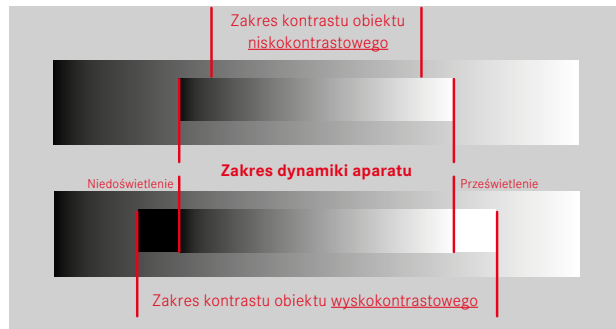 Zakres kontrastu obiektu
niskokontrastowego
Zakres dynamiki aparatu
Niedoświetlenie
Prześwietlenie
Zakres kontrastu obiektu wyskokontrastowego